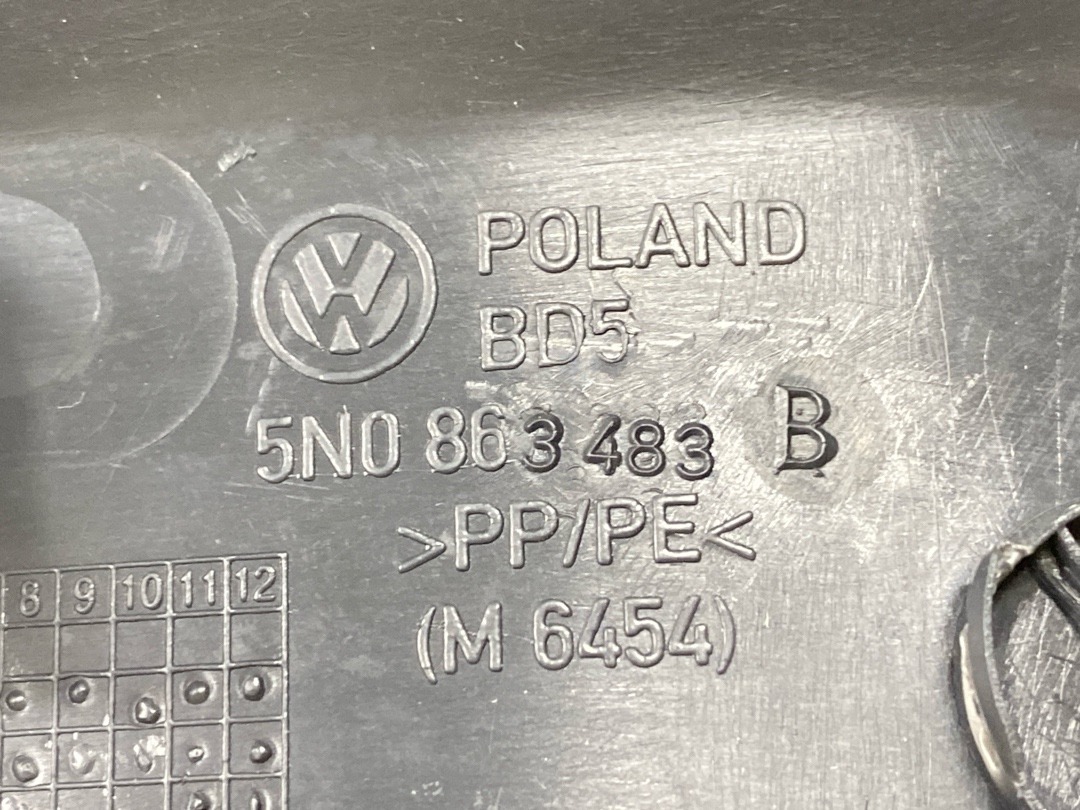 POLAND
BD5
5N0 863 483 B
>PP/PE<
(M 6454)
8 9 10 11 12